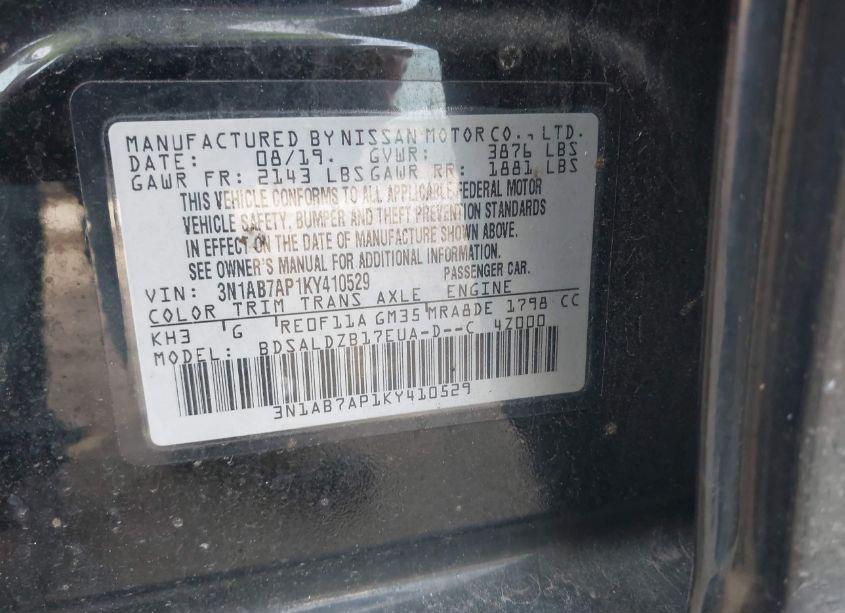 MANUFACTURED BY NISSAN MOTOR CO., LTD.
DATE: 08/19. GVWR: 3876 LBS
GAWR FR: 2143 LBS GAWR RR: 1881 LBS
THIS VEHICLE CONFORMS TO ALL APPLICABLE FEDERAL MOTOR
VEHICLE SAFETY, BUMPER AND THEFT PREVENTION STANDARDS
IN EFFECT ON THE DATE OF MANUFACTURE SHOWN ABOVE.
SEE OWNER'S MANUAL FOR ADDITIONAL INFORMATION.
VIN: 3N1AB7AP1KY410529 PASSENGER CAR.
COLOR TRIM TRANS AXLE ENGINE
KH3 G RE0F11A GM35 MRA8DE 1798 CC
MODEL: BDSALDZB17EUA-D--C 4Z000
3N1AB7AP1KY410529